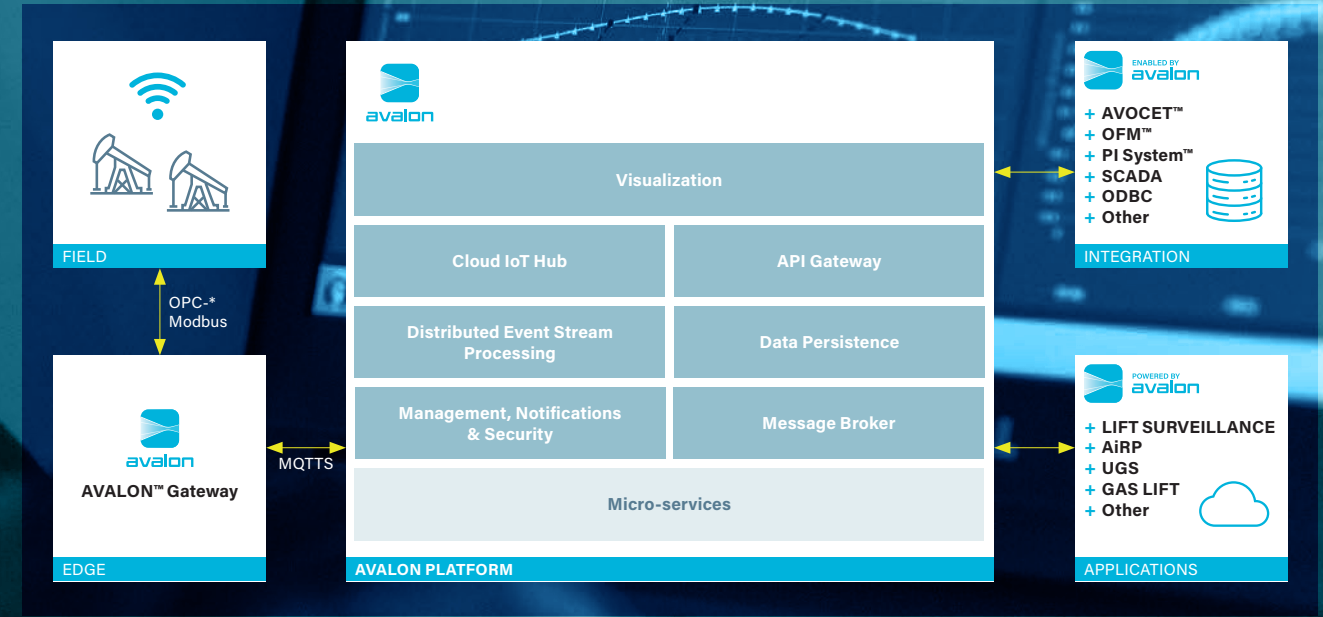 FIELD
OPC-*
Modbus
avalon
AVALON™ Gateway
EDGE
MQTTS
avalon
Visualization
Cloud IoT Hub
API Gateway
Distributed Event Stream
Processing
Data Persistence
Management, Notifications
& Security
Message Broker
Micro-services
AVALON PLATFORM
ENABLED BY
avalon
+ AVOCET™
+ OFM™
+ PI System™
+ SCADA
+ ODBC
+ Other
INTEGRATION
POWERED BY
avalon
+ LIFT SURVEILLANCE
+ AiRP
+ UGS
+ GAS LIFT
+ Other
APPLICATIONS